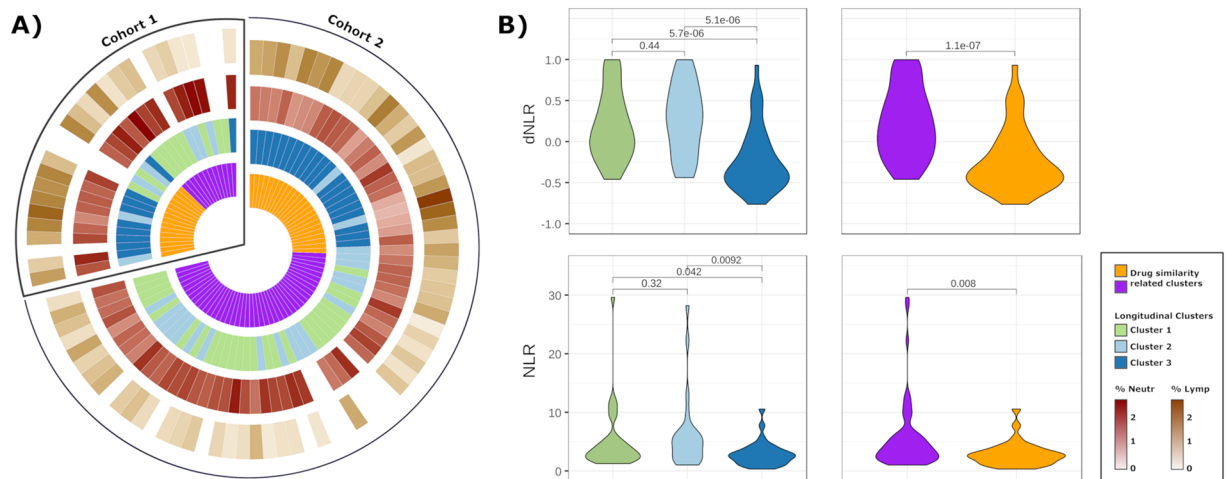 A)
Cohort 1
Cohort 2
B)
5.1e-06
5.7e-06
0.44
1.1e-07
dNLR
1.0
0.5
0.0
-0.5
-1.0
0.0092
0.042
0.32
0.008
NLR
30
20
10
0
Drug similarity
related clusters
Longitudinal Clusters
Cluster 1
Cluster 2
Cluster 3
% Neutr
% Lymp
2
2
1
1
0
0